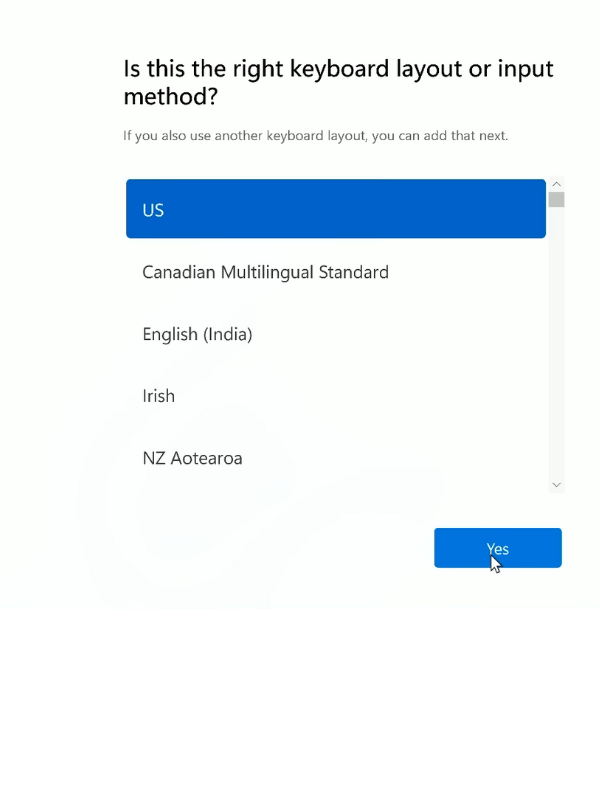 Is this the right keyboard layout or input
method?
If you also use another keyboard layout, you can add that next.
US
Canadian Multilingual Standard
English (India)
Irish
NZ Aotearoa
Yes